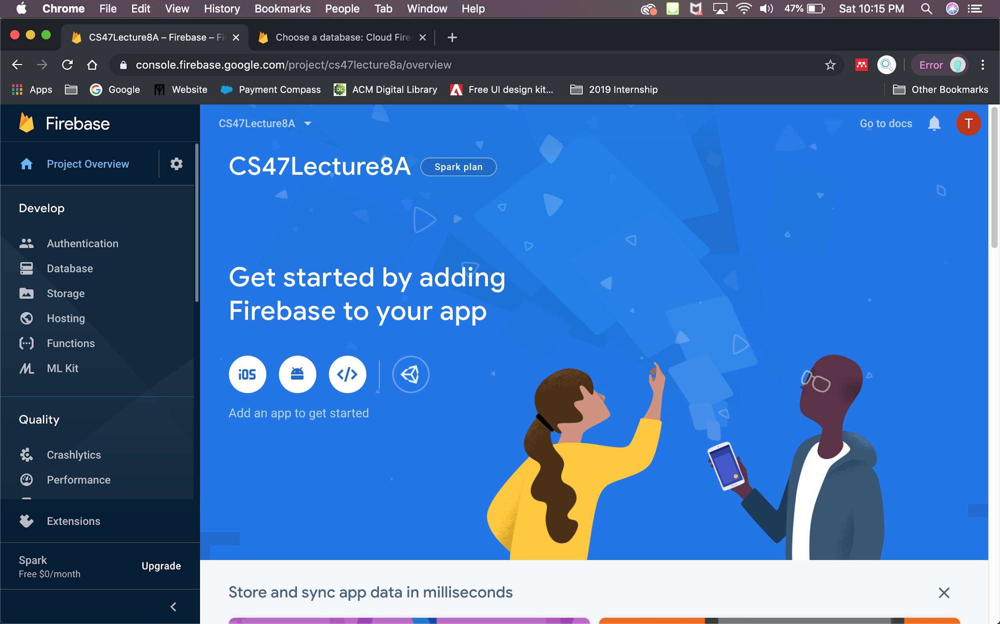 Chrome File Edit View History Bookmarks People Tab Window Help 47% Sat 10:15 PM
CS47Lecture8A – Firebase – Fi Choose a database: Cloud Fire
console.firebase.google.com/project/cs47lecture8a/overview Error
Apps Google Website Payment Compass DL ACM Digital Library Free UI design kit... 2019 Internship Other Bookmarks
Firebase
CS47Lecture8A Go to docs T
Project Overview
CS47Lecture8A Spark plan
Develop
Authentication
Database
Storage
Hosting
Functions
ML Kit
Get started by adding
Firebase to your app
iOS </>
Add an app to get started
Quality
Crashlytics
Performance
Extensions
Spark
Free $0/month
Upgrade
Store and sync app data in milliseconds